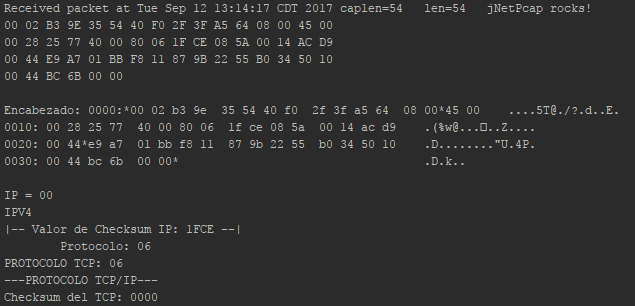 Received packet at Tue Sep 12 13:14:17 CDT 2017 caplen=54   len=54   jNetPcap rocks!
00 02 B3 9E 35 54 40 F0 2F 3F A5 64 08 00 45 00
00 28 25 77 40 00 80 06 1F CE 08 5A 00 14 AC D9
00 44 E9 A7 01 BB F8 11 87 9B 22 55 B0 34 50 10
00 44 BC 6B 00 00
Encabezado: 0000:*00 02 b3 9e  35 54 40 f0  2f 3f a5 64  08 00*45 00    ....5T@./?.d..E.
0010: 00 28 25 77  40 00 80 06  1f ce 08 5a  00 14 ac d9    .(%w@...□..Z....
0020: 00 44*e9 a7  01 bb f8 11  87 9b 22 55  b0 34 50 10    .D........"U.4P.
0030: 00 44 bc 6b  00 00*                                   .D.k..
IP = 00
IPV4
|-- Valor de Checksum IP: 1FCE --|
Protocolo: 06
PROTOCOLO TCP: 06
---PROTOCOLO TCP/IP---
Checksum del TCP: 0000